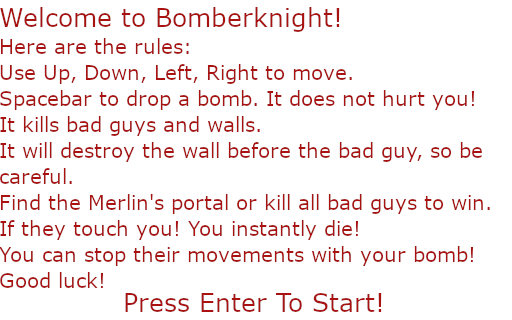 Welcome to Bomberknight!
Here are the rules:
Use Up, Down, Left, Right to move.
Spacebar to drop a bomb. It does not hurt you!
It kills bad guys and walls.
It will destroy the wall before the bad guy, so be
careful.
Find the Merlin's portal or kill all bad guys to win.
If they touch you! You instantly die!
You can stop their movements with your bomb!
Good luck!
Press Enter To Start!